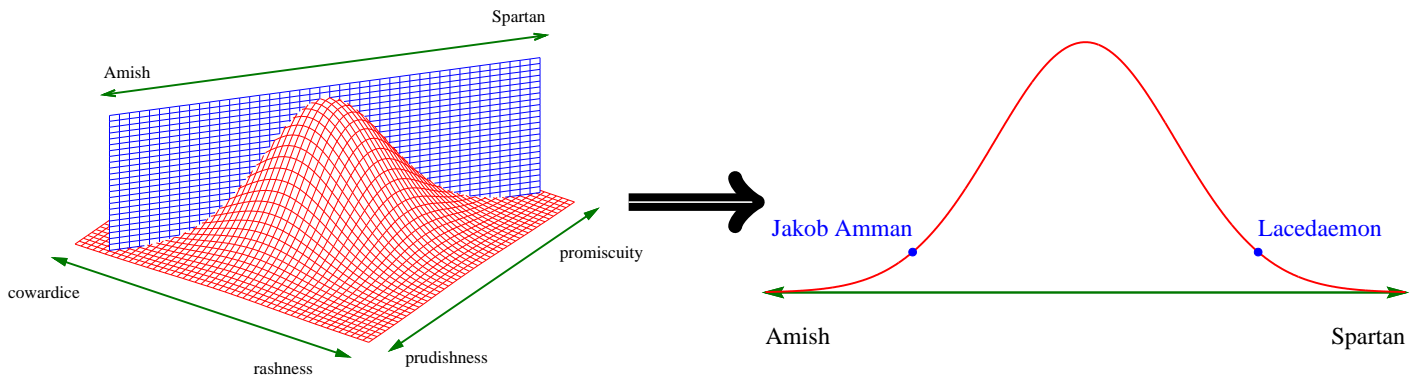 Spartan
Amish
cowardice
rashness
prudishness
promiscuity
Jakob Amman
Lacedaemon
Amish
Spartan